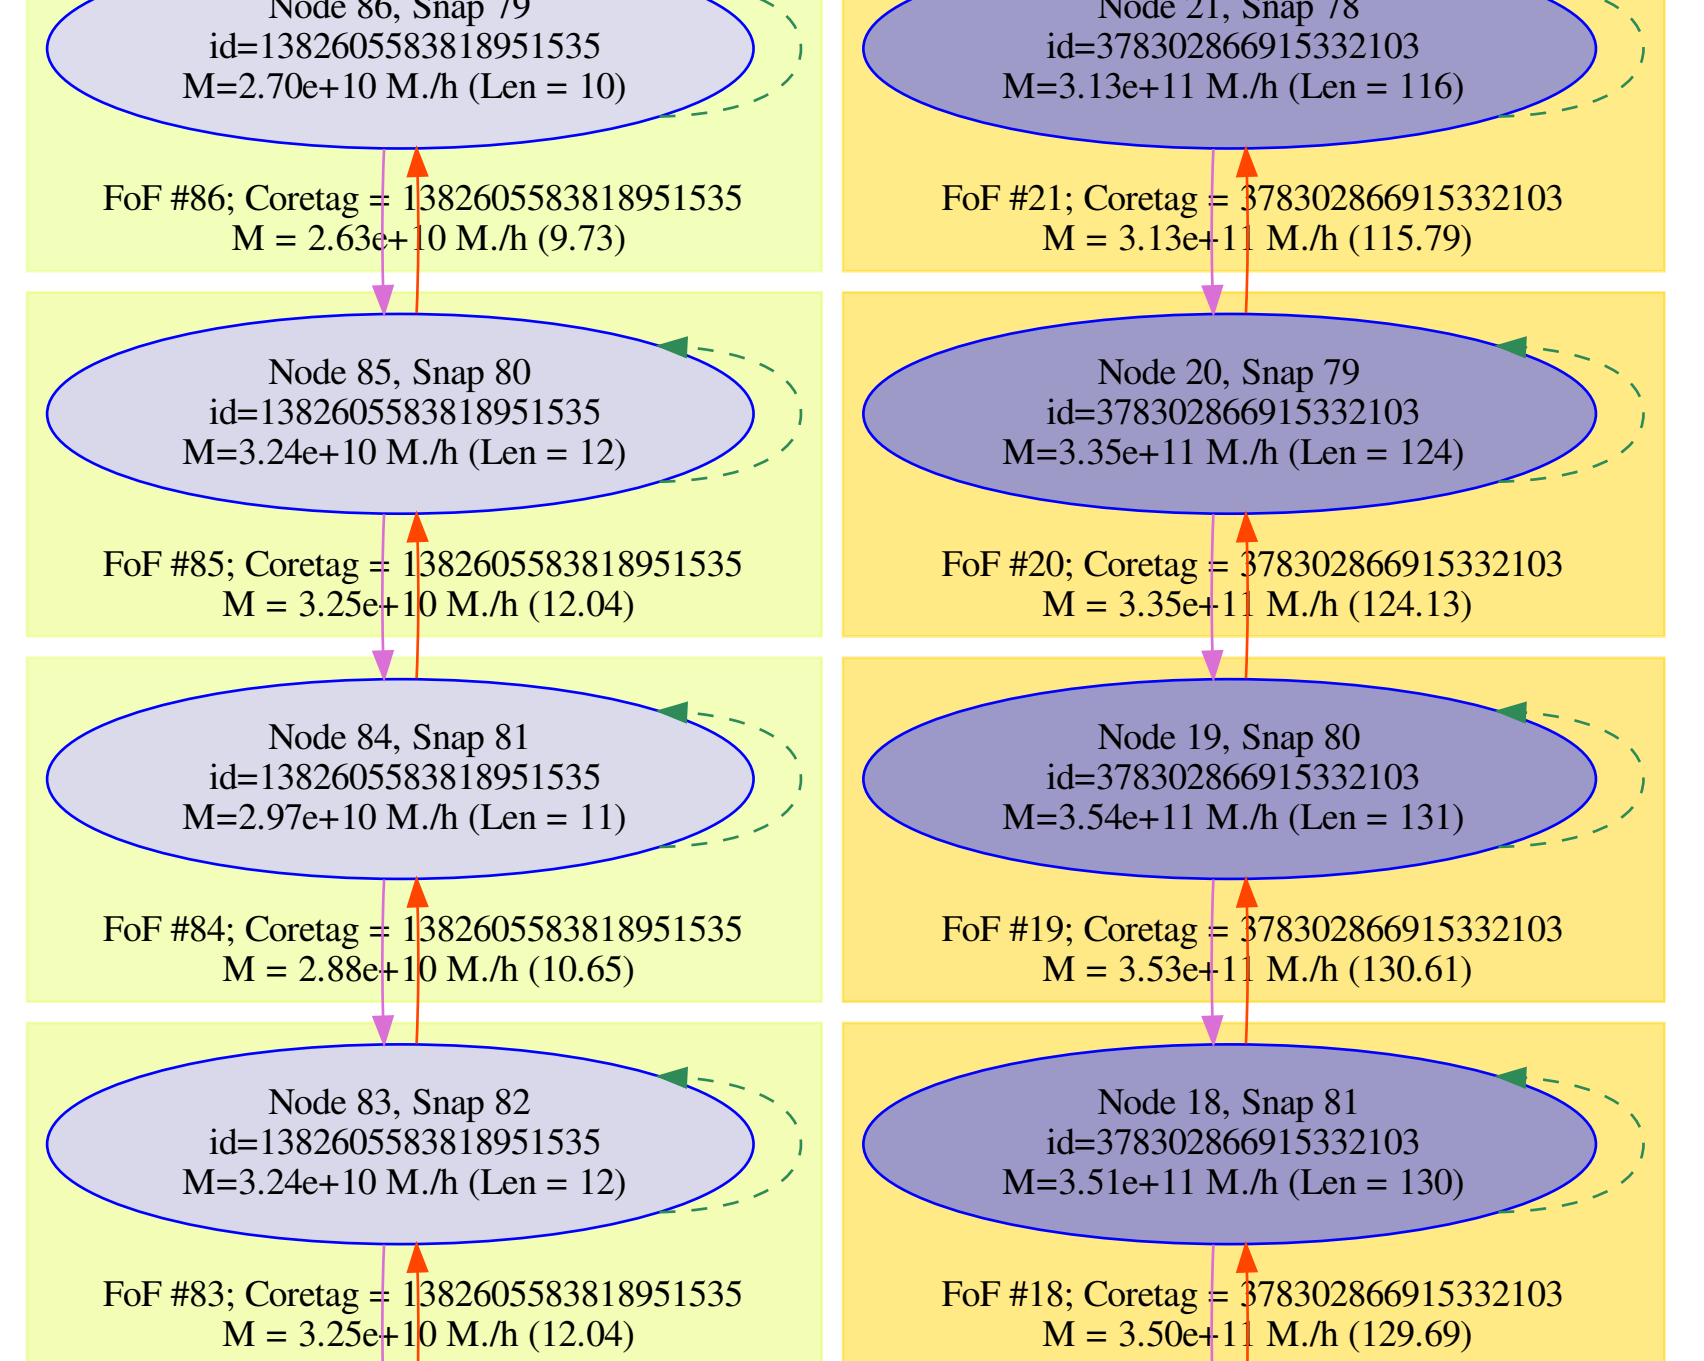 Node 86, Snap 79
id=1382605583818951535
M=2.70e+10 M./h (Len = 10)
FoF #86; Coretag = 1382605583818951535
M = 2.63e+10 M./h (9.73)
Node 85, Snap 80
id=1382605583818951535
M=3.24e+10 M./h (Len = 12)
FoF #85; Coretag = 1382605583818951535
M = 3.25e+10 M./h (12.04)
Node 84, Snap 81
id=1382605583818951535
M=2.97e+10 M./h (Len = 11)
FoF #84; Coretag = 1382605583818951535
M = 2.88e+10 M./h (10.65)
Node 83, Snap 82
id=1382605583818951535
M=3.24e+10 M./h (Len = 12)
FoF #83; Coretag = 1382605583818951535
M = 3.25e+10 M./h (12.04)
Node 21, Snap 78
id=378302866915332103
M=3.13e+11 M./h (Len = 116)
FoF #21; Coretag = 378302866915332103
M = 3.13e+11 M./h (115.79)
Node 20, Snap 79
id=378302866915332103
M=3.35e+11 M./h (Len = 124)
FoF #20; Coretag = 378302866915332103
M = 3.35e+11 M./h (124.13)
Node 19, Snap 80
id=378302866915332103
M=3.54e+11 M./h (Len = 131)
FoF #19; Coretag = 378302866915332103
M = 3.53e+11 M./h (130.61)
Node 18, Snap 81
id=378302866915332103
M=3.51e+11 M./h (Len = 130)
FoF #18; Coretag = 378302866915332103
M = 3.50e+11 M./h (129.69)